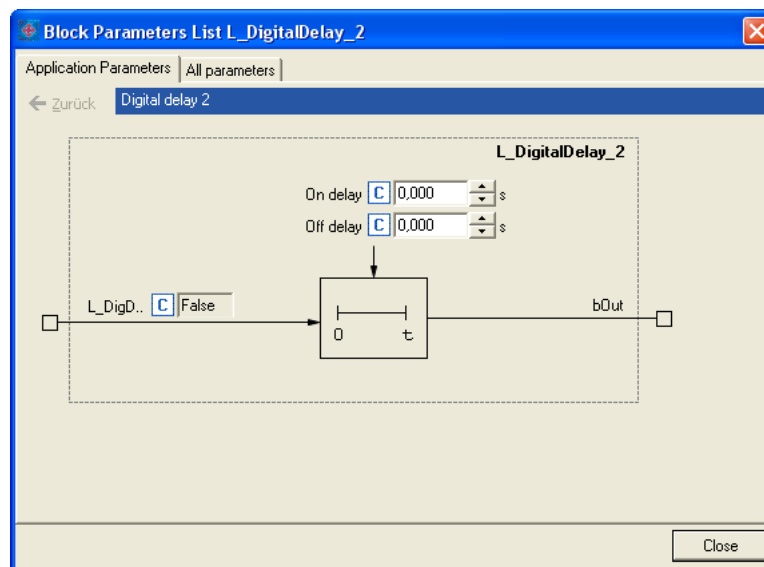 Block Parameters List L_DigitalDelay_2
Application Parameters All parameters
Zurück Digital delay 2
L_DigitalDelay_2
On delay C 0,000 s
Off delay C 0,000 s
L_DigD.. C False
bOut
0 t
Close